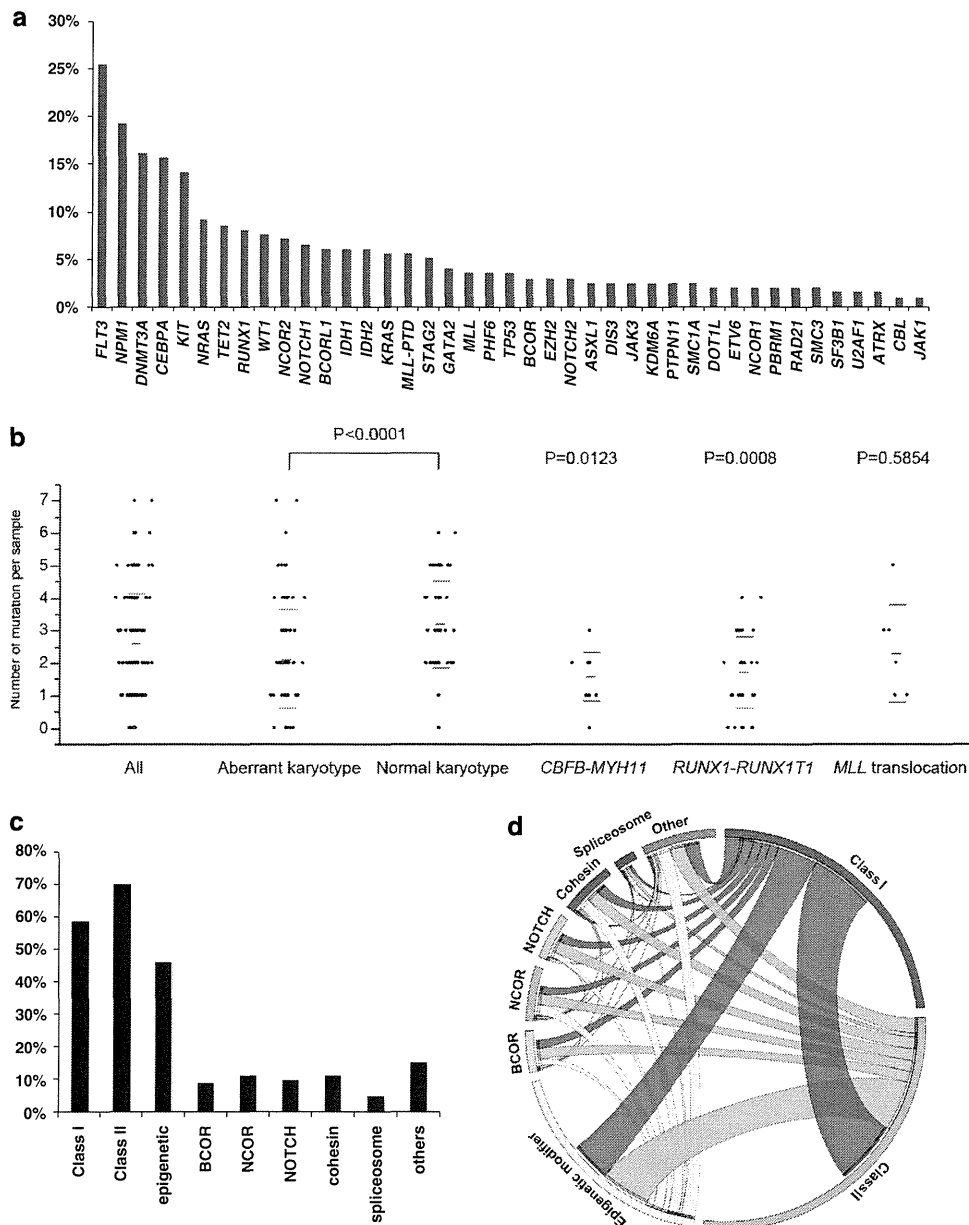 a
30%
25%
20%
15%
10%
5%
0%
FLT3
NPM1
DNMT3A
CEBPA
KIT
NRAS
TET2
RUNX1
WT1
NCOR2
NOTCH1
BCORL1
IDH1
IDH2
KRAS
MLL-PTD
STAG2
GATA2
MLL
PHF6
TP53
BCOR
EZH2
NOTCH2
ASXL1
DIS3
JAK3
KDM6A
PTPN11
SMC1A
DOT1L
ETV6
NCOR1
PBRM1
RAD21
SMC3
SF3B1
U2AF1
ATRX
CBL
JAK1
b
P<0.0001
P=0.0123
P=0.0008
P=0.5854
Number of mutation per sample
7
6
5
4
3
2
1
0
All
Aberrant karyotype
Normal karyotype
CBFB-MYH11
RUNX1-RUNX1T1
MLL translocation
c
80%
70%
60%
50%
40%
30%
20%
10%
0%
Class I
Class II
epigenetic
BCOR
NCOR
NOTCH
cohesin
spliceosome
others
d
Spliceosome
Other
Class I
Cohesin
NOTCH
NCOR
BCOR
Epigenetic modifier
Class II